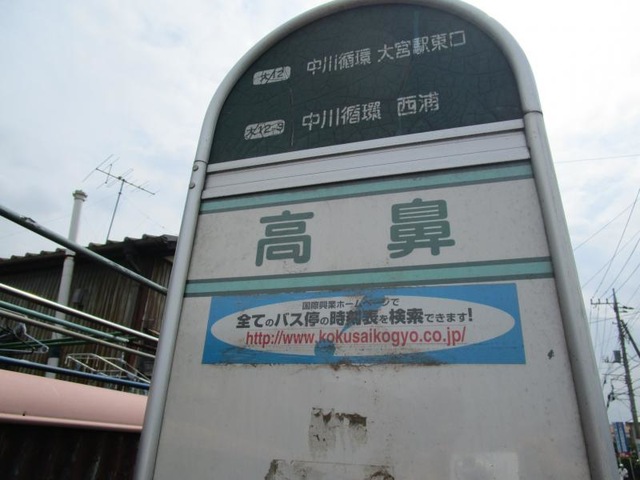 大12 中川循環 大宮駅東口
大12-3 中川循環 西浦
高鼻
国際興業ホームページで
全てのバス停の時刻表を検索できます!
http://www.kokusaikogyo.co.jp/